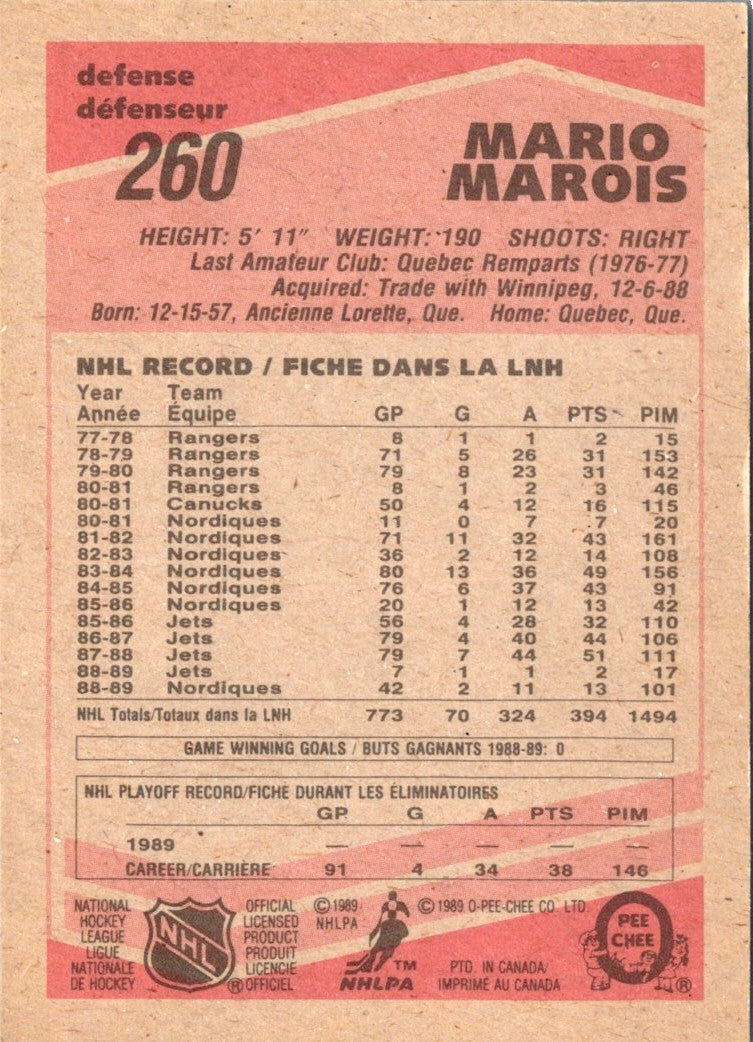 defense
défenseur
260
MARIO
MAROIS
HEIGHT: 5' 11" WEIGHT: 190 SHOOTS: RIGHT
Last Amateur Club: Quebec Remparts (1976-77)
Acquired: Trade with Winnipeg, 12-6-88
Born: 12-15-57, Ancienne Lorette, Que. Home: Quebec, Que.
NHL RECORD / FICHE DANS LA LNH
Year Team
Année Équipe GP G A PTS PIM
77-78 Rangers 8 1 1 2 15
78-79 Rangers 71 5 26 31 153
79-80 Rangers 79 8 23 31 142
80-81 Rangers 8 1 2 3 46
80-81 Canucks 50 4 12 16 115
80-81 Nordiques 11 0 7 7 20
81-82 Nordiques 71 11 32 43 161
82-83 Nordiques 36 2 12 14 108
83-84 Nordiques 80 13 36 49 156
84-85 Nordiques 76 6 37 43 91
85-86 Nordiques 20 1 12 13 42
85-86 Jets 56 4 28 32 110
86-87 Jets 79 4 40 44 106
87-88 Jets 79 7 44 51 111
88-89 Jets 7 1 1 2 17
88-89 Nordiques 42 2 11 13 101
NHL Totals/Totaux dans la LNH 773 70 324 394 1494
GAME WINNING GOALS / BUTS GAGNANTS 1988-89: 0
NHL PLAYOFF RECORD/FICHE DURANT LES ÉLIMINATOIRES
GP G A PTS PIM
1989 — — — — —
CAREER/CARRIÈRE 91 4 34 38 146
NATIONAL
HOCKEY
LEAGUE
LIGUE
NATIONALE
DE HOCKEY
NHL
®
OFFICIAL
LICENSED
PRODUCT
PRODUIT
LICENCIE
OFFICIEL
© 1989
NHLPA
TM
NHLPA
© 1989 O-PEE-CHEE CO LTD
PTD. IN CANADA/
IMPRIMÉ AU CANADA
O
PEE
CHEE
®